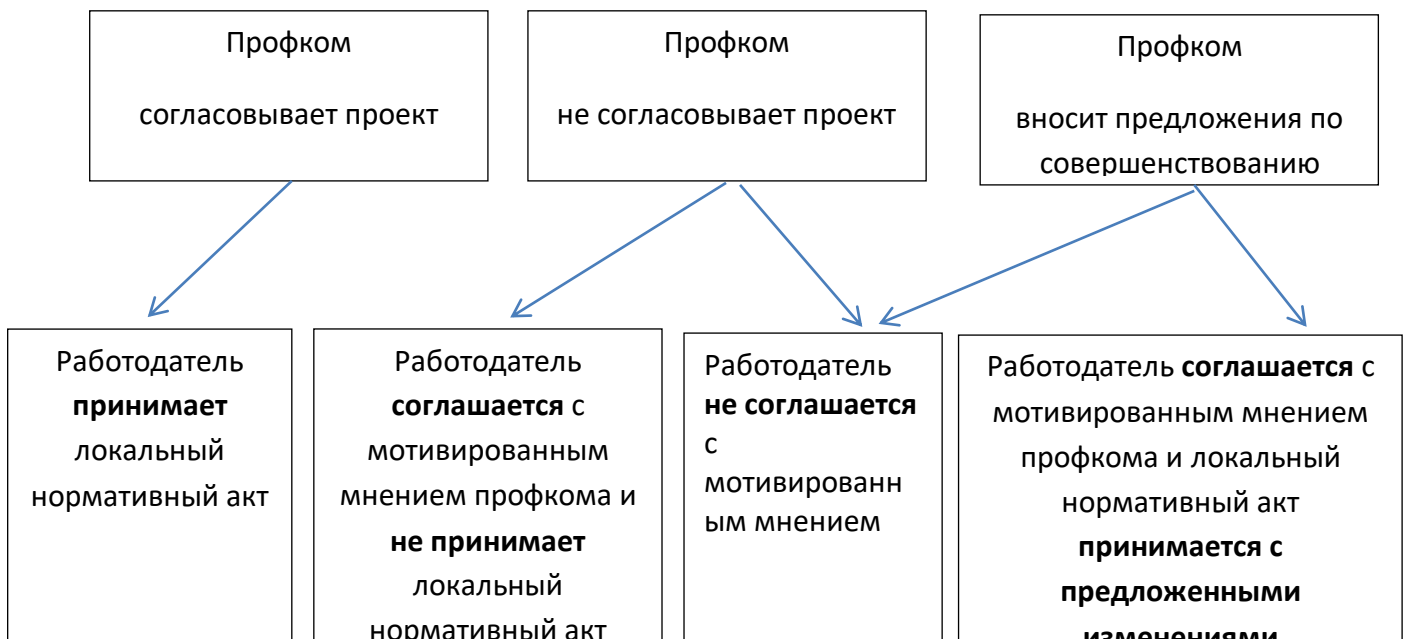 Профком
согласовывает проект
Профком
не согласовывает проект
Профком
вносит предложения по
совершенствованию
Работодатель
принимает
локальный
нормативный акт
Работодатель
соглашается с
мотивированным
мнением профкома и
не принимает
локальный
нормативный акт
Работодатель
не соглашается
с
мотивированн
ым мнением
Работодатель соглашается с
мотивированным мнением
профкома и локальный
нормативный акт
принимается с
предложенными
изменениями